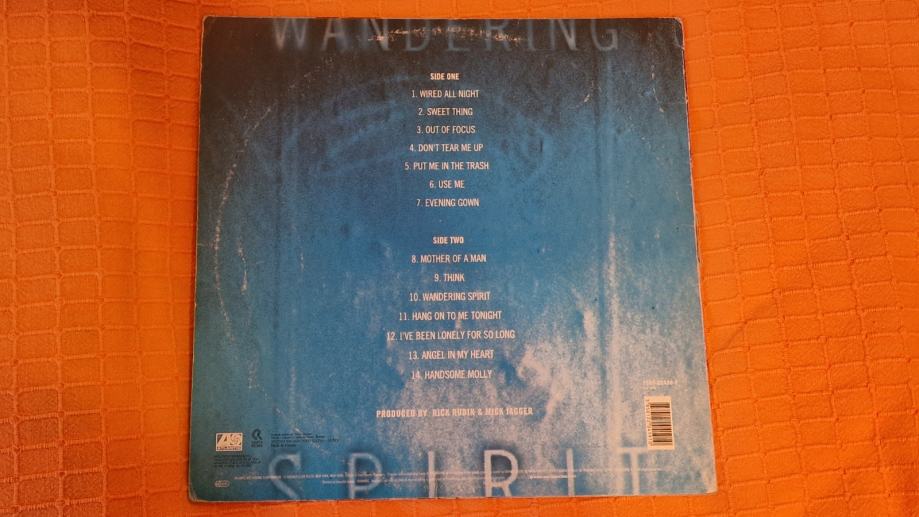 WANDERING
SIDE ONE
1. WIRED ALL NIGHT
2. SWEET THING
3. OUT OF FOCUS
4. DON'T TEAR ME UP
5. PUT ME IN THE TRASH
6. USE ME
7. EVENING GOWN
SIDE TWO
8. MOTHER OF A MAN
9. THINK
10. WANDERING SPIRIT
11. HANG ON TO ME TONIGHT
12. I'VE BEEN LONELY FOR SO LONG
13. ANGEL IN MY HEART
14. HANDSOME MOLLY
PRODUCED BY RICK RUBIN & MICK JAGGER
ATLANTIC
SPIRIT